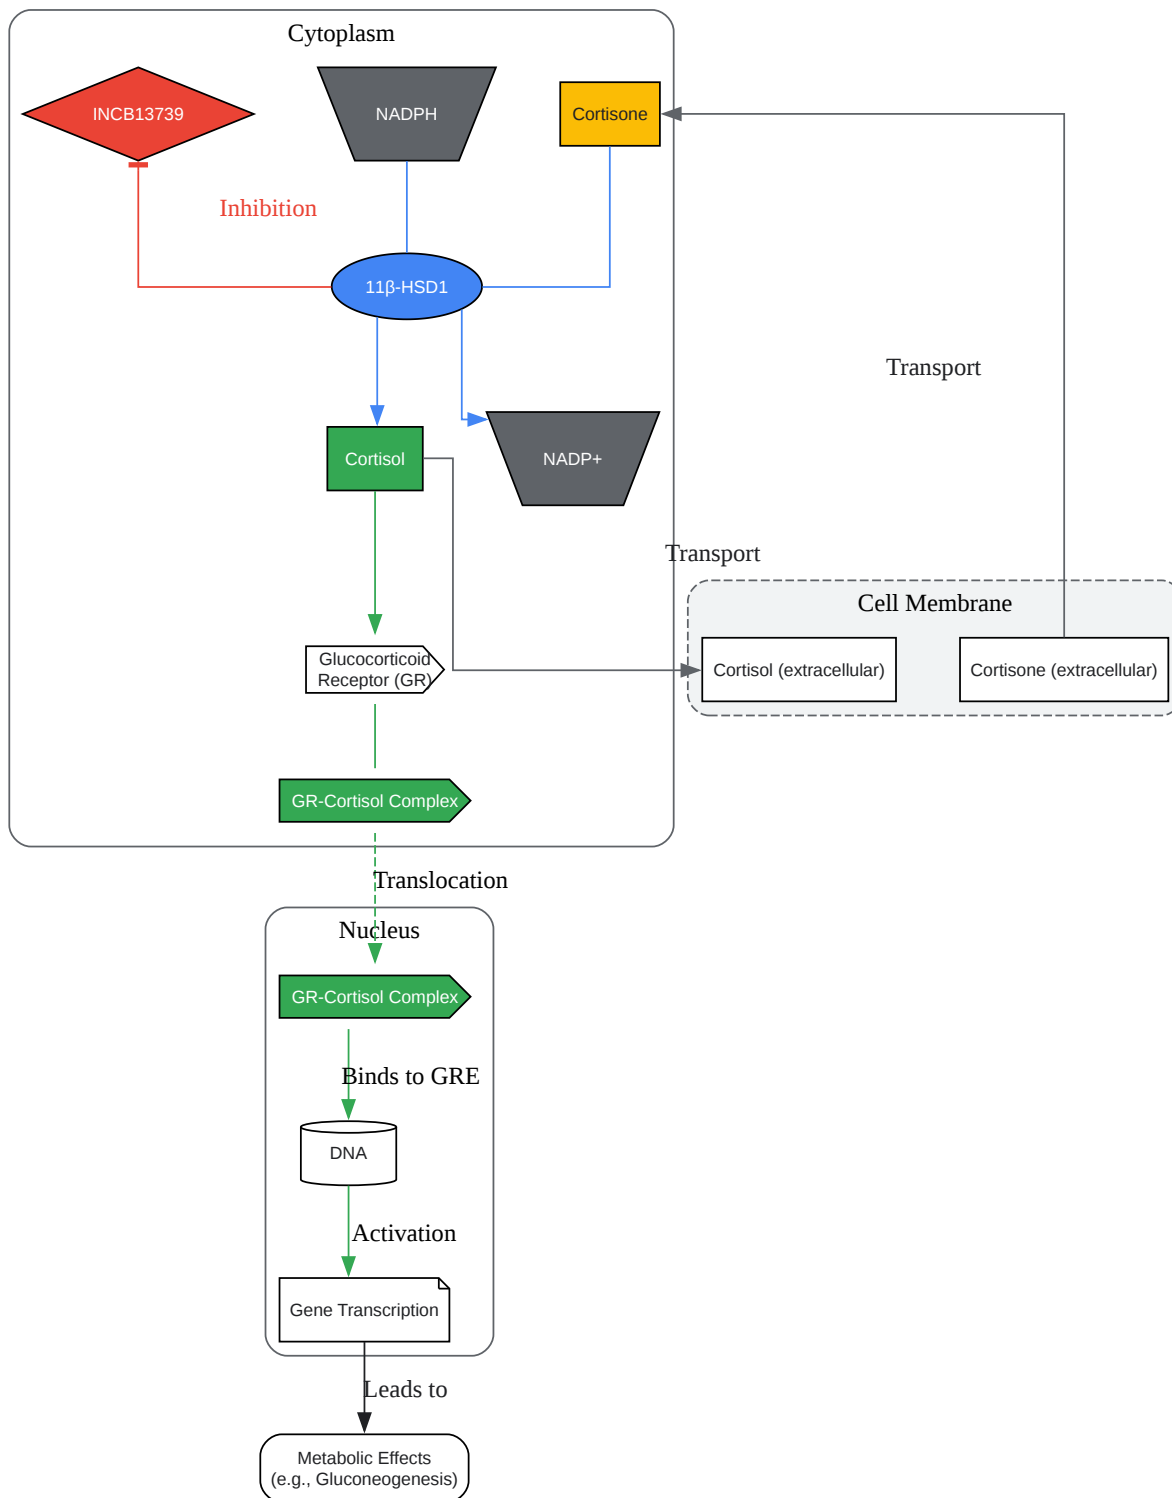 Cytoplasm
INCB13739
NADPH
Cortisone
Inhibition
11β-HSD1
Transport
Cortisol
NADP+
Transport
Cell Membrane
Glucocorticoid
Receptor (GR)
Cortisol (extracellular)
Cortisone (extracellular)
GR-Cortisol Complex
Translocation
Nucleus
GR-Cortisol Complex
Binds to GRE
DNA
Activation
Gene Transcription
Leads to
Metabolic Effects
(e.g., Gluconeogenesis)